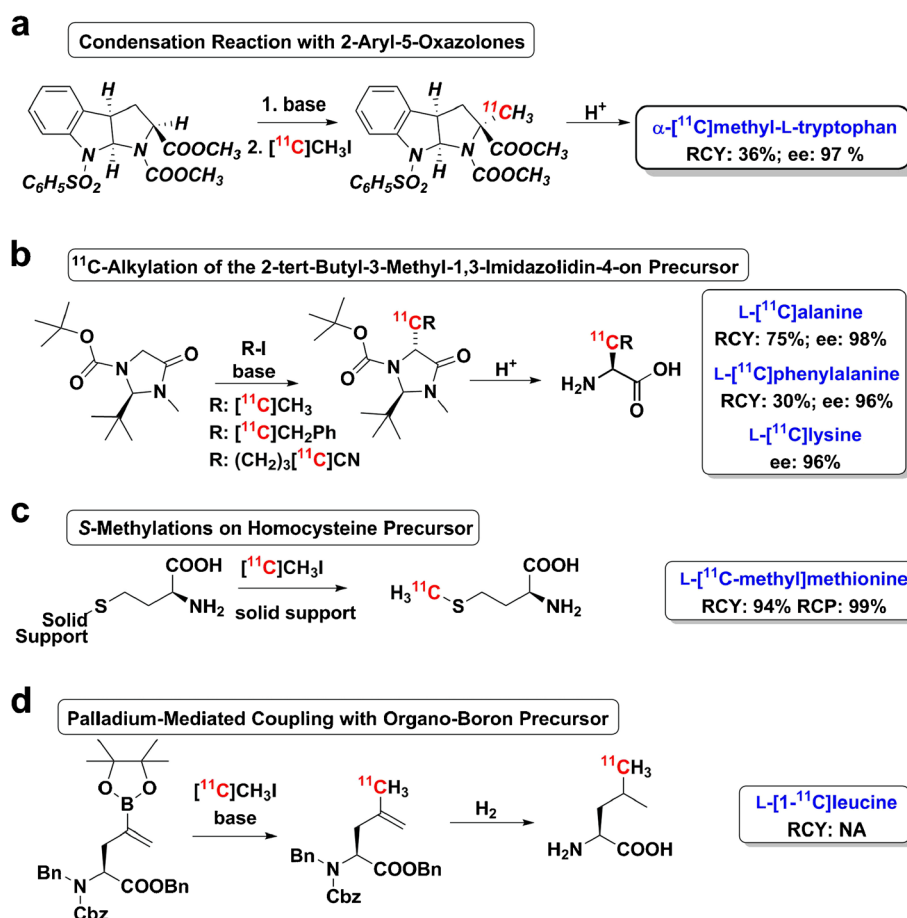 a
Condensation Reaction with 2-Aryl-5-Oxazolones
H
H
N
H
N
COOCH3
COOCH3
C6H5SO2
1. base
2. [11C]CH3I
H
11CH3
N
H
N
COOCH3
COOCH3
C6H5SO2
H+
α-[11C]methyl-L-tryptophan
RCY: 36%; ee: 97 %
b
11C-Alkylation of the 2-tert-Butyl-3-Methyl-1,3-Imidazolidin-4-on Precursor
O
O
N
O
N
R-I
base
R: [11C]CH3
R: [11C]CH2Ph
R: (CH2)3[11C]CN
11CR
O
O
N
O
N
H+
11CR
H2N
OH
O
L-[11C]alanine
RCY: 75%; ee: 98%
L-[11C]phenylalanine
RCY: 30%; ee: 96%
L-[11C]lysine
ee: 96%
c
S-Methylations on Homocysteine Precursor
COOH
S
NH2
Solid
Support
[11C]CH3I
solid support
H311C
S
COOH
NH2
L-[11C-methyl]methionine
RCY: 94% RCP: 99%
d
Palladium-Mediated Coupling with Organo-Boron Precursor
O
O
B
Bn
N
COOBn
Cbz
[11C]CH3I
base
11CH3
Bn
N
COOBn
Cbz
H2
11CH3
H2N
COOH
L-[1-11C]leucine
RCY: NA